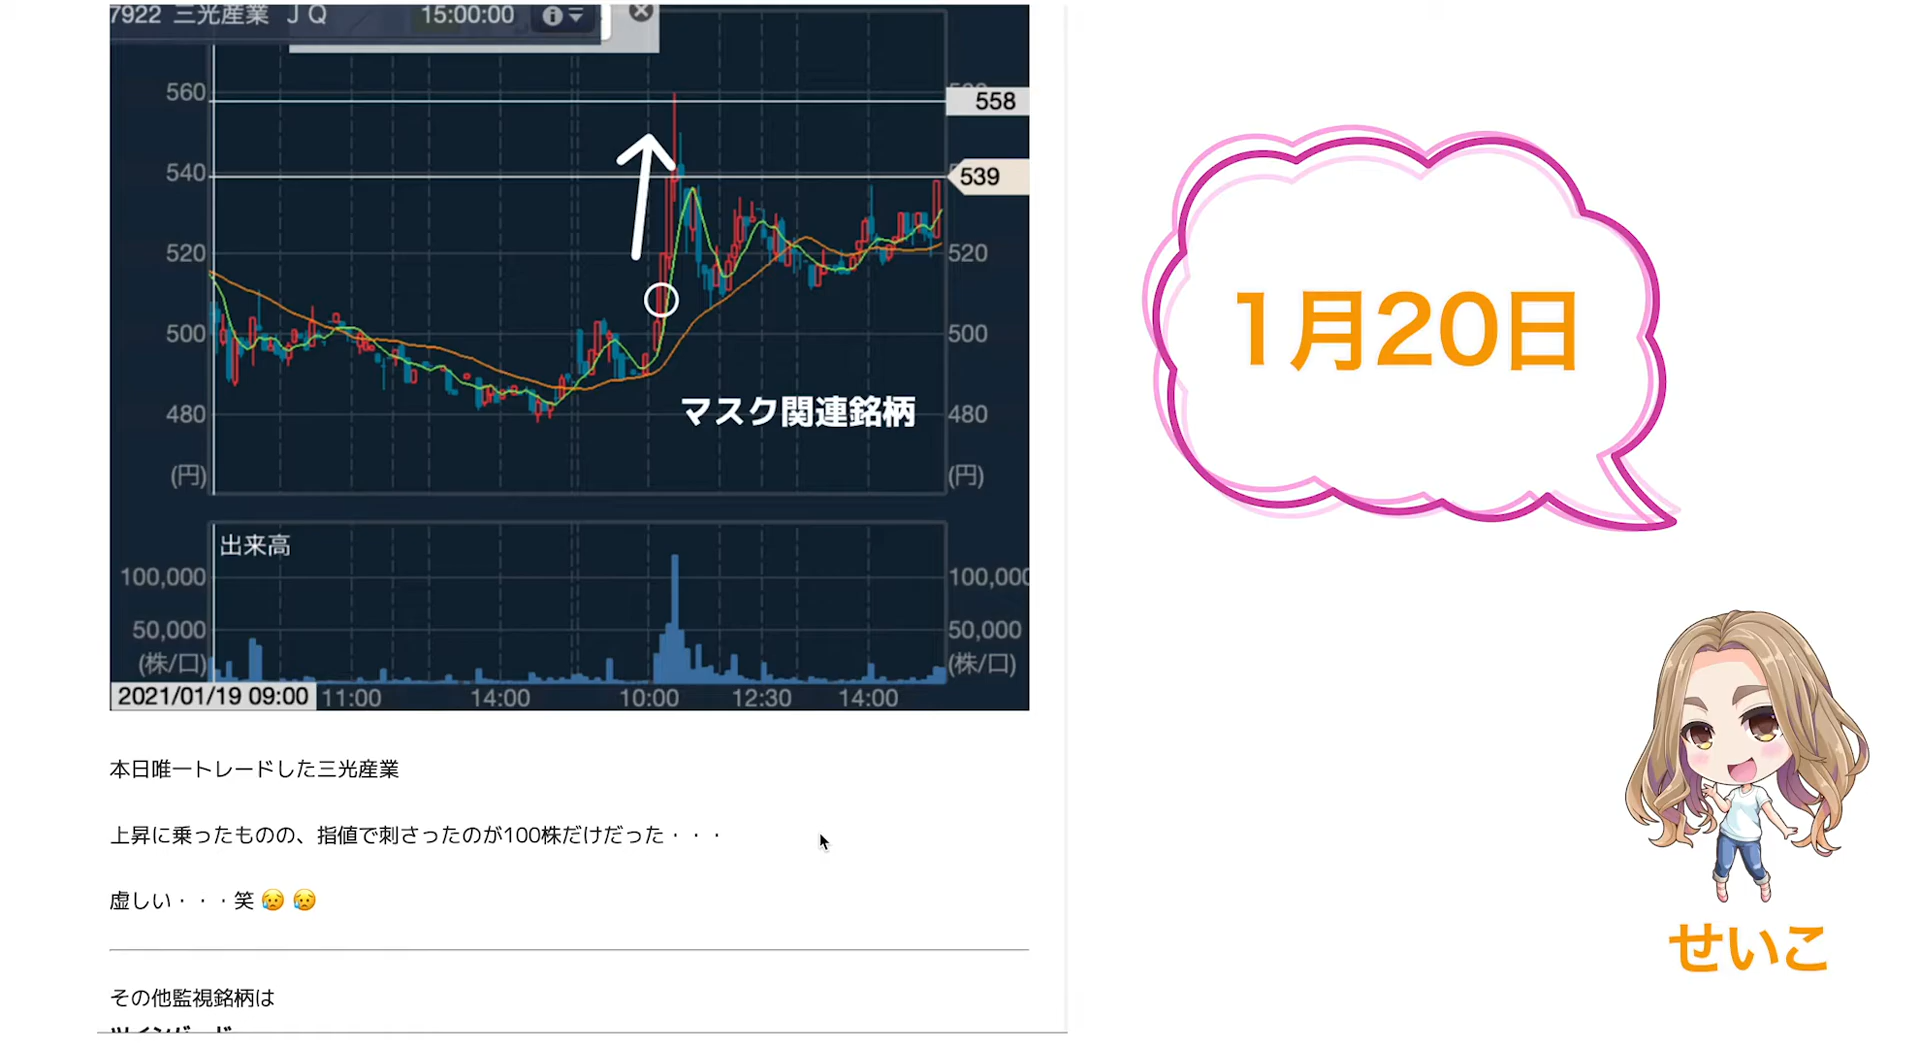 7922 三光産業 ＪＱ 15:00:00
560
558
540
539
520 520
500 500
マスク関連銘柄
480 480
(円) (円)
出来高
100,000 100,000
50,000 50,000
(株/口) (株/口)
2021/01/19 09:00 11:00 14:00 10:00 12:30 14:00
本日唯一トレードした三光産業
上昇に乗ったものの、指値で刺さったのが100株だけだった・・・
虚しい・・・笑 😥 😥
その他監視銘柄は
ツインバード
1月20日
せいこ